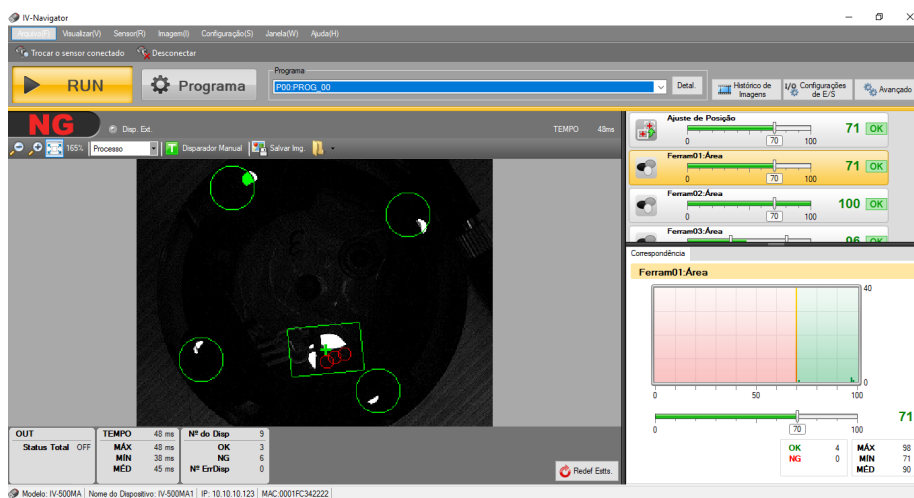 IV-Navigator
Arquivo(F) Visualizar(V) Sensor(R) Imagem(I) Configuração(S) Janela(W) Ajuda(H)
Trocar o sensor conectado Desconectar
RUN
Programa
Programa
P00:PROG_00
Detal.
Histórico de Imagens
I/O Configurações de E/S
Avançado
NG
Disp. Ext.
TEMPO 48ms
165% Processo
T Disparador Manual
Salvar Img.
Ajuste de Posição
71 OK
0 70 100
Ferram01:Área
71 OK
0 70 100
Ferram02:Área
100 OK
0 70 100
Ferram03:Área
96 OK
Correspondência
Ferram01:Área
40
0
0 50 100
71
0 70 100
OK 4
NG 0
MÁX 98
MÍN 71
MÉD 90
OUT
Status Total OFF
TEMPO 48 ms
MÁX 48 ms
MÍN 38 ms
MÉD 45 ms
Nº do Disp 9
OK 3
NG 6
Nº ErrDisp 0
Redef Estts.
Modelo: IV-500MA Nome do Dispositivo: IV-500MA1 IP: 10.10.10.123 MAC:0001FC342222